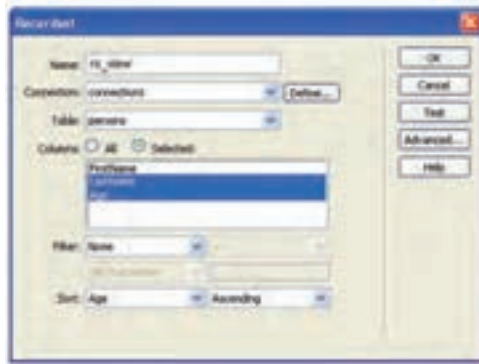 Recordset
Name: rs_view
OK
Connection: connections
Define...
Cancel
Table: persons
Test
Columns: All Selected:
Advanced...
FirstName
Help
LastName
Age
Filter: None
Sort: Age Ascending